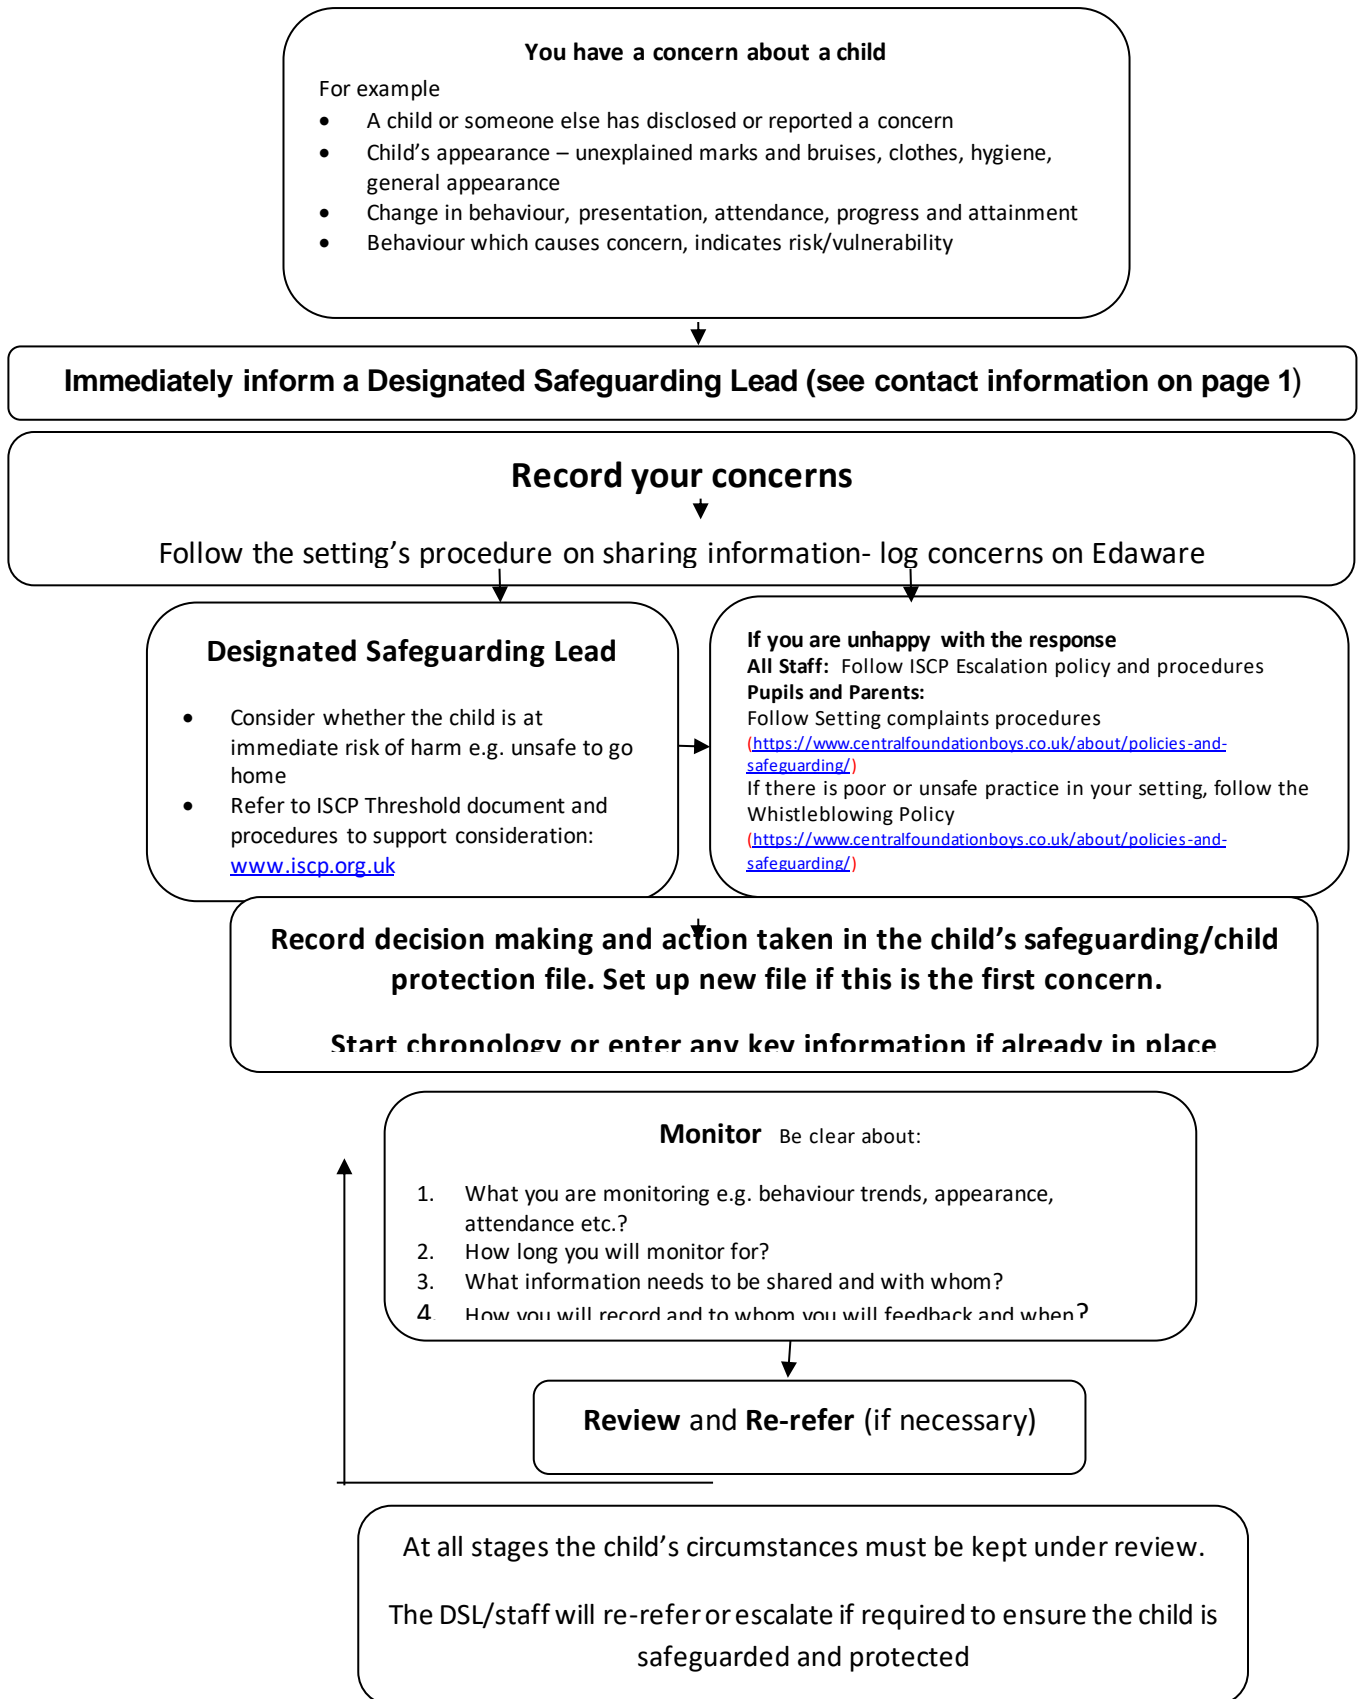 You have a concern about a child
For example
• A child or someone else has disclosed or reported a concern
• Child’s appearance – unexplained marks and bruises, clothes, hygiene,
general appearance
• Change in behaviour, presentation, attendance, progress and attainment
• Behaviour which causes concern, indicates risk/vulnerability
Immediately inform a Designated Safeguarding Lead (see contact information on page 1)
Record your concerns
Follow the setting’s procedure on sharing information- log concerns on Edaware
Designated Safeguarding Lead
• Consider whether the child is at
immediate risk of harm e.g. unsafe to go
home
• Refer to ISCP Threshold document and
procedures to support consideration:
www.iscp.org.uk
If you are unhappy with the response
All Staff: Follow ISCP Escalation policy and procedures
Pupils and Parents:
Follow Setting complaints procedures
(https://www.centralfoundationboys.co.uk/about/policies-and-
safeguarding/)
If there is poor or unsafe practice in your setting, follow the
Whistleblowing Policy
(https://www.centralfoundationboys.co.uk/about/policies-and-
safeguarding/)
Record decision making and action taken in the child’s safeguarding/child
protection file. Set up new file if this is the first concern.
Start chronology or enter any key information if already in place
Monitor Be clear about:
1. What you are monitoring e.g. behaviour trends, appearance,
attendance etc.?
2. How long you will monitor for?
3. What information needs to be shared and with whom?
4. How you will record and to whom you will feedback and when?
Review and Re-refer (if necessary)
At all stages the child’s circumstances must be kept under review.
The DSL/staff will re-refer or escalate if required to ensure the child is
safeguarded and protected